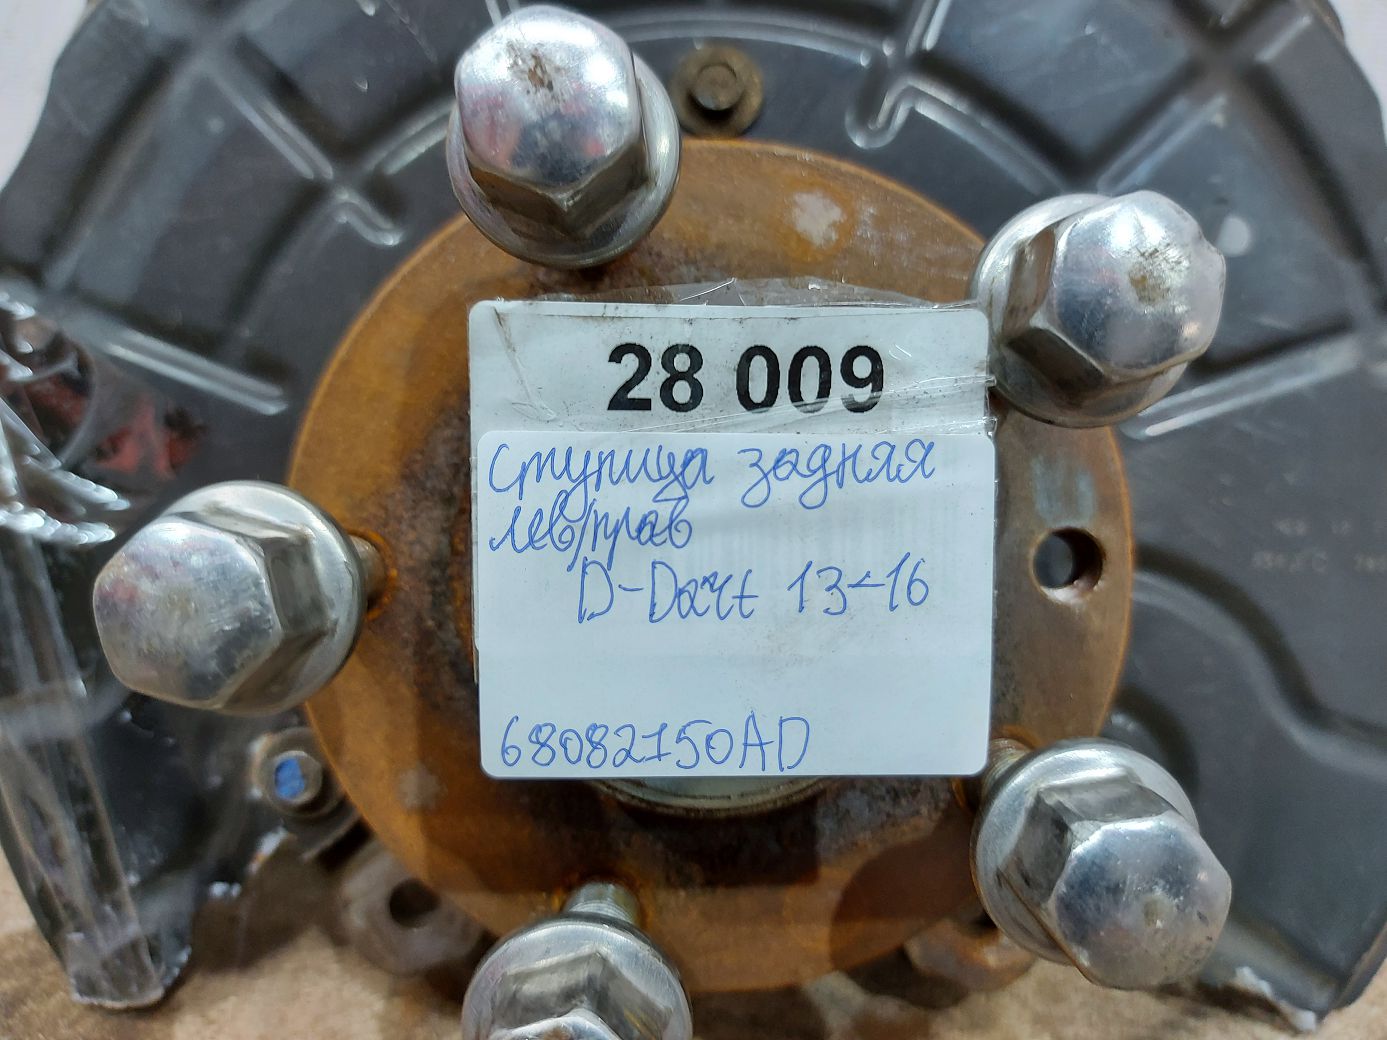 28 009
Ступица задняя
лев/прав
D-Dart 13-16
68082150AD